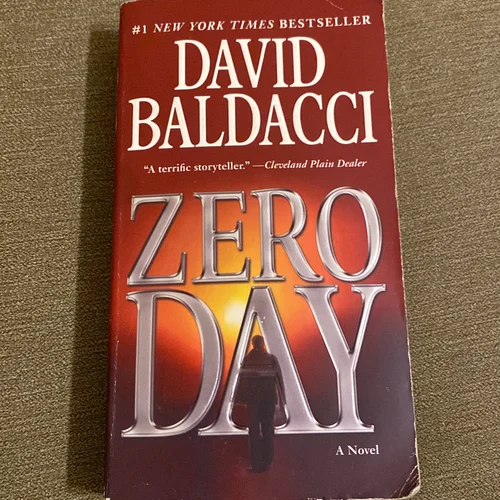 #1 NEW YORK TIMES BESTSELLER
DAVID
BALDACCI
“A terrific storyteller.” —Cleveland Plain Dealer
ZERO
DAY
A Novel